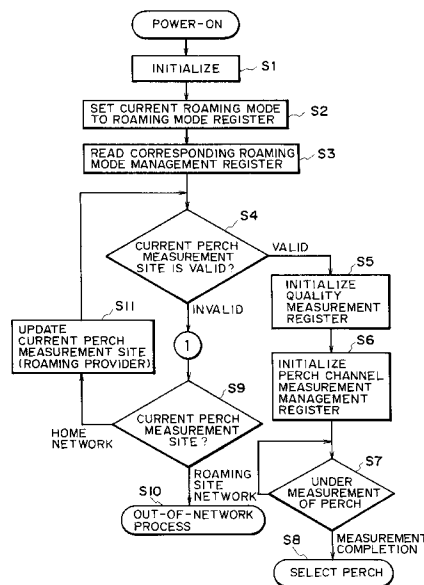 POWER-ON
INITIALIZE
S1
SET CURRENT ROAMING MODE
TO ROAMING MODE REGISTER
S2
READ CORRESPONDING ROAMING
MODE MANAGEMENT REGISTER
S3
S4
CURRENT PERCH
MEASUREMENT
SITE IS VALID?
VALID
INVALID
S5
INITIALIZE
QUALITY
MEASUREMENT
REGISTER
S11
UPDATE
CURRENT PERCH
MEASUREMENT SITE
(ROAMING PROVIDER)
1
S6
INITIALIZE
PERCH CHANNEL
MEASUREMENT
MANAGEMENT
REGISTER
S9
CURRENT PERCH
MEASUREMENT
SITE?
HOME
NETWORK
ROAMING
SITE
NETWORK
S7
UNDER
MEASUREMENT
OF PERCH
S10
OUT-OF-NETWORK
PROCESS
MEASUREMENT
COMPLETION
S8
SELECT PERCH